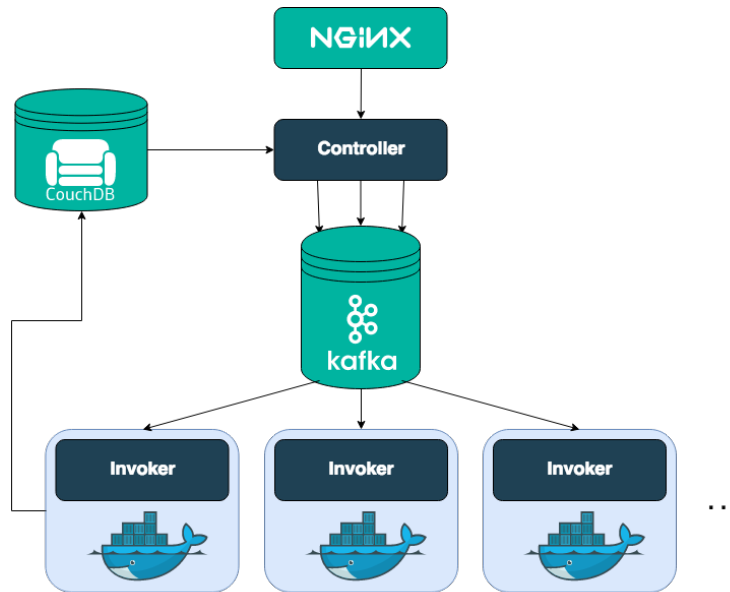 NGiNX
CouchDB
Controller
kafka
Invoker
Invoker
Invoker
..